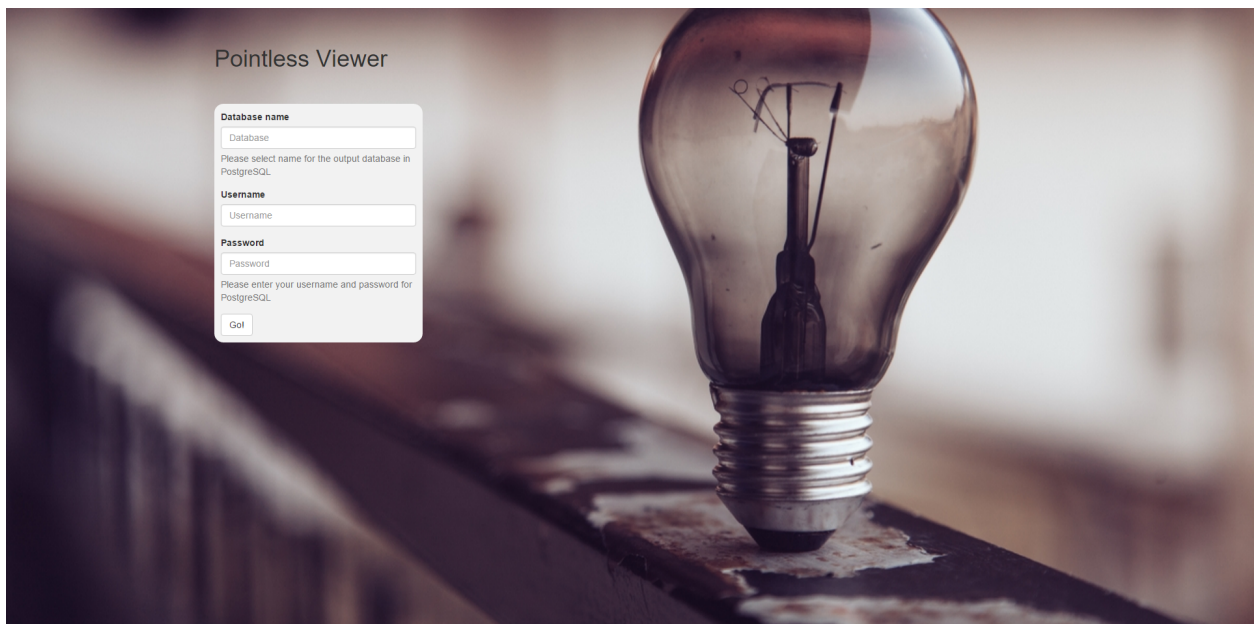 Pointless Viewer
Database name
Database
Please select name for the output database in
PostgreSQL
Username
Username
Password
Password
Please enter your username and password for
PostgreSQL
Go!